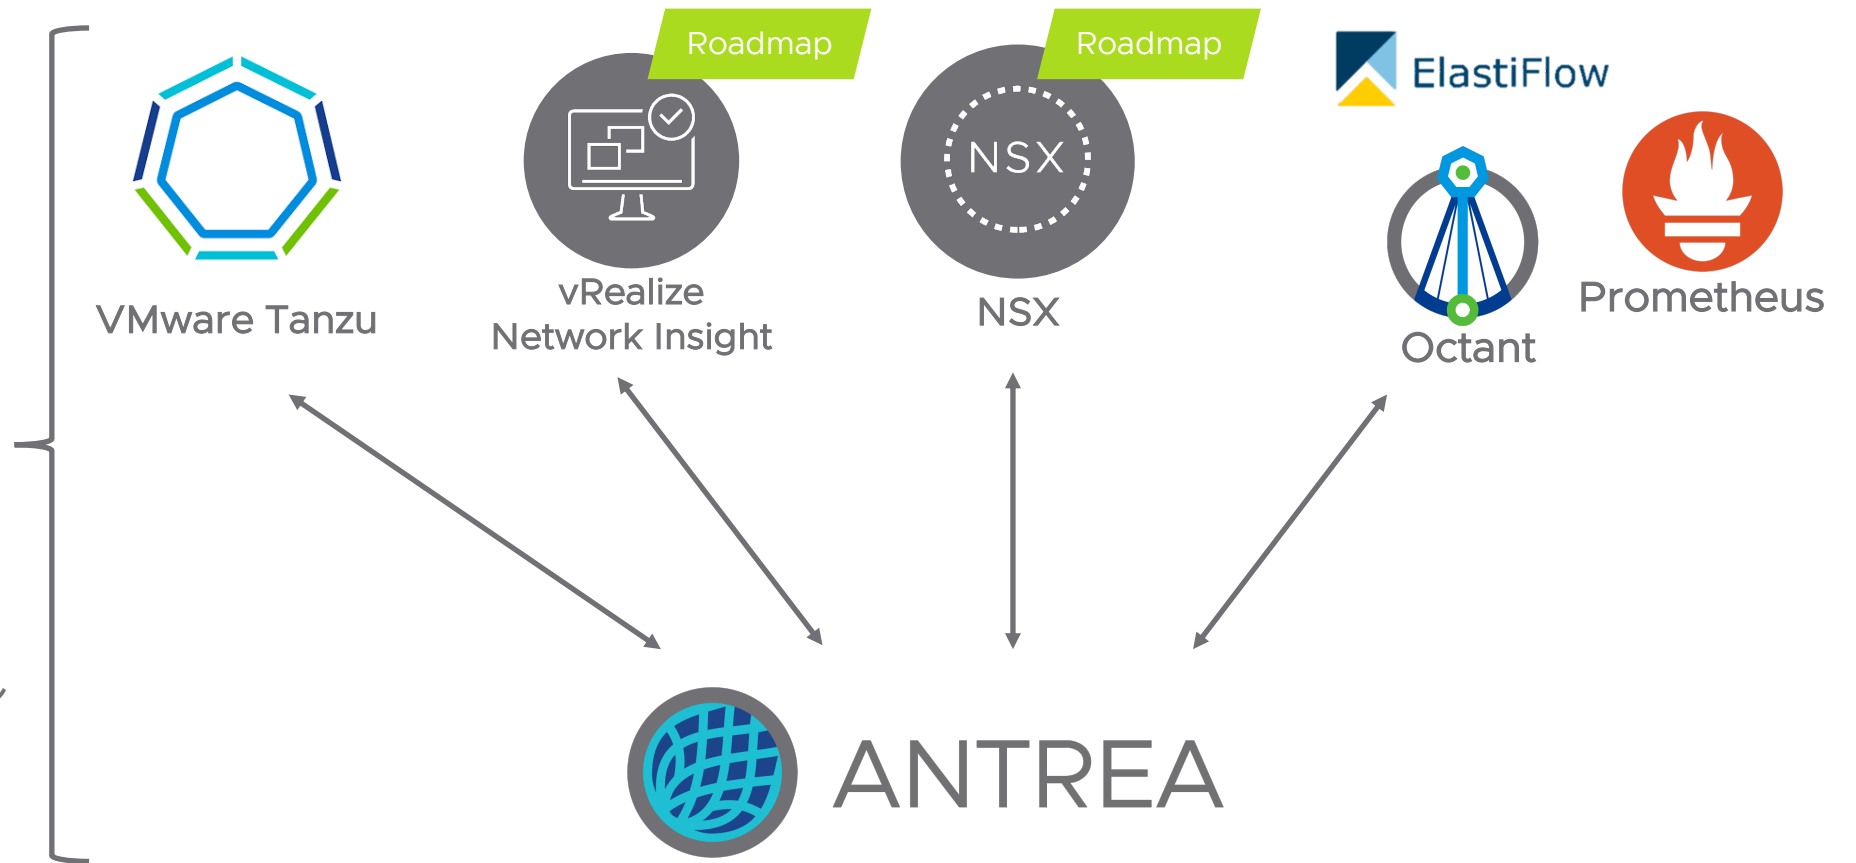 Roadmap
Roadmap
ElastiFlow
NSX
VMware Tanzu
vRealize
Network Insight
NSX
Prometheus
Octant
ANTREA